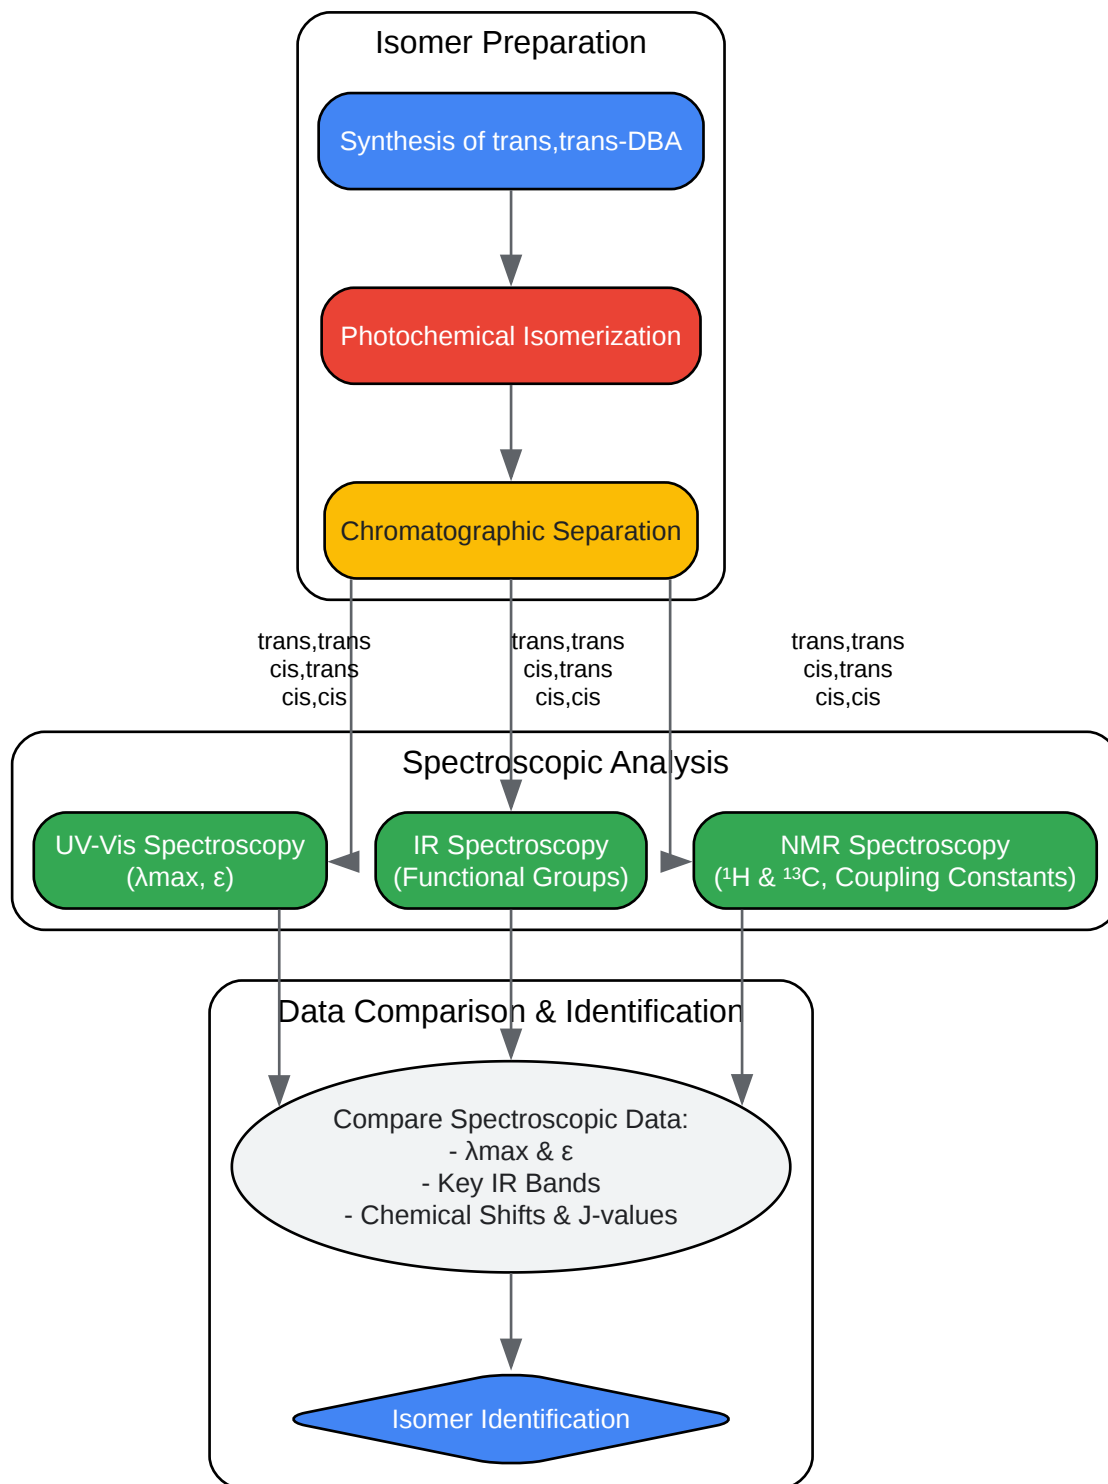 Isomer Preparation
Synthesis of trans,trans-DBA
Photochemical Isomerization
Chromatographic Separation
trans,trans
cis,trans
cis,cis
trans,trans
cis,trans
cis,cis
trans,trans
cis,trans
cis,cis
Spectroscopic Analysis
UV-Vis Spectroscopy
(λmax, ε)
IR Spectroscopy
(Functional Groups)
NMR Spectroscopy
(¹H & ¹³C, Coupling Constants)
Data Comparison & Identification
Compare Spectroscopic Data:
- λmax & ε
- Key IR Bands
- Chemical Shifts & J-values
Isomer Identification